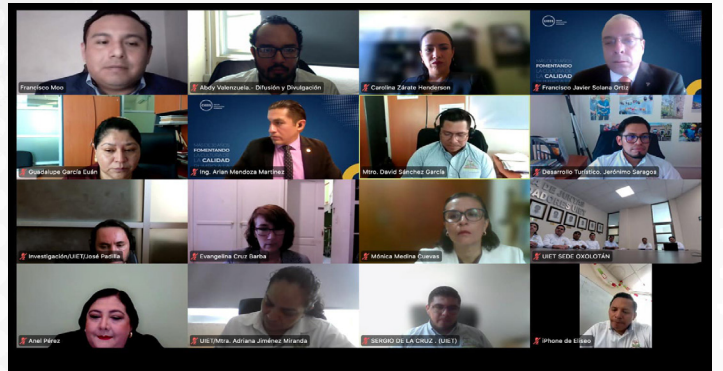 Francisco Moo
Abdy Valenzuela.- Difusión y Divulgación
Carolina Zárate Henderson
FOMENTANDO
LA CALIDAD
Francisco Javier Solana Ortiz
Guadalupe García Euán
FOMENTANDO
LA CALIDAD
Ing. Arlan Mendoza Martínez
Mtro. David Sánchez García
Desarrollo Turístico. Jerónimo Saragos
Investigación/UIET/José Padilla
Evangelina Cruz Barba
Mónica Medina Cuevas
UIET SEDE OXOLOTÁN
Anel Pérez
UIET/Mtra. Adriana Jiménez Miranda
SERGIO DE LA CRUZ . (UIET)
iPhone de Eliseo